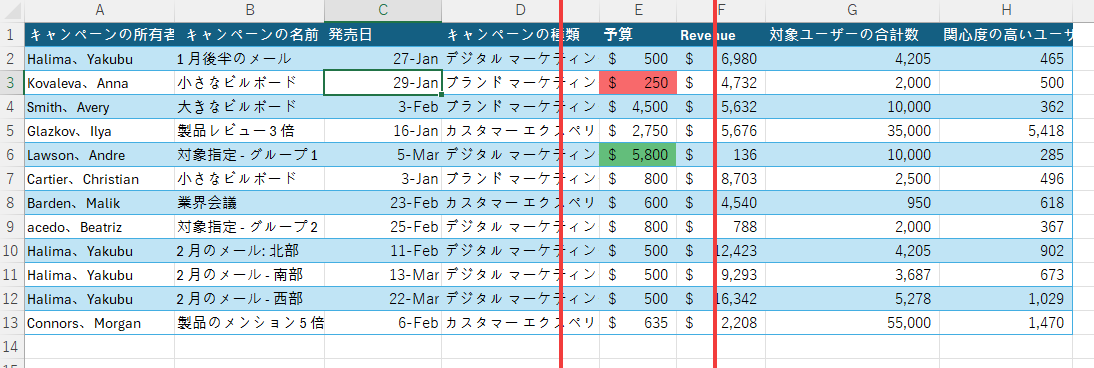 A B C D E F G H
1 キャンペーンの所有者 キャンペーンの名前 発売日 キャンペーンの種類 予算 Revenue 対象ユーザーの合計数 関心度の高いユーザ
2 Halima、Yakubu 1 月後半のメール 27-Jan デジタル マーケティン $ 500 $ 6,980 4,205 465
3 Kovaleva、Anna 小さなビルボード 29-Jan ブランド マーケティン $ 250 $ 4,732 2,000 500
4 Smith、Avery 大きなビルボード 3-Feb ブランド マーケティン $ 4,500 $ 5,632 10,000 362
5 Glazkov、Ilya 製品レビュー 3 倍 16-Jan カスタマー エクスペリ $ 2,750 $ 5,676 35,000 5,418
6 Lawson、Andre 対象指定 - グループ 1 5-Mar デジタル マーケティン $ 5,800 $ 136 10,000 285
7 Cartier、Christian 小さなビルボード 3-Jan ブランド マーケティン $ 800 $ 8,703 2,500 496
8 Barden、Malik 業界会議 23-Feb カスタマー エクスペリ $ 600 $ 4,540 950 618
9 acedo、Beatriz 対象指定 - グループ 2 25-Feb デジタル マーケティン $ 800 $ 788 2,000 367
10 Halima、Yakubu 2 月のメール: 北部 11-Feb デジタル マーケティン $ 500 $ 12,423 4,205 902
11 Halima、Yakubu 2 月のメール - 南部 13-Mar デジタル マーケティン $ 500 $ 9,293 3,687 673
12 Halima、Yakubu 2 月のメール - 西部 22-Mar デジタル マーケティン $ 500 $ 16,342 5,278 1,029
13 Connors、Morgan 製品のメンション 5 倍 6-Feb カスタマー エクスペリ $ 635 $ 2,208 55,000 1,470
14